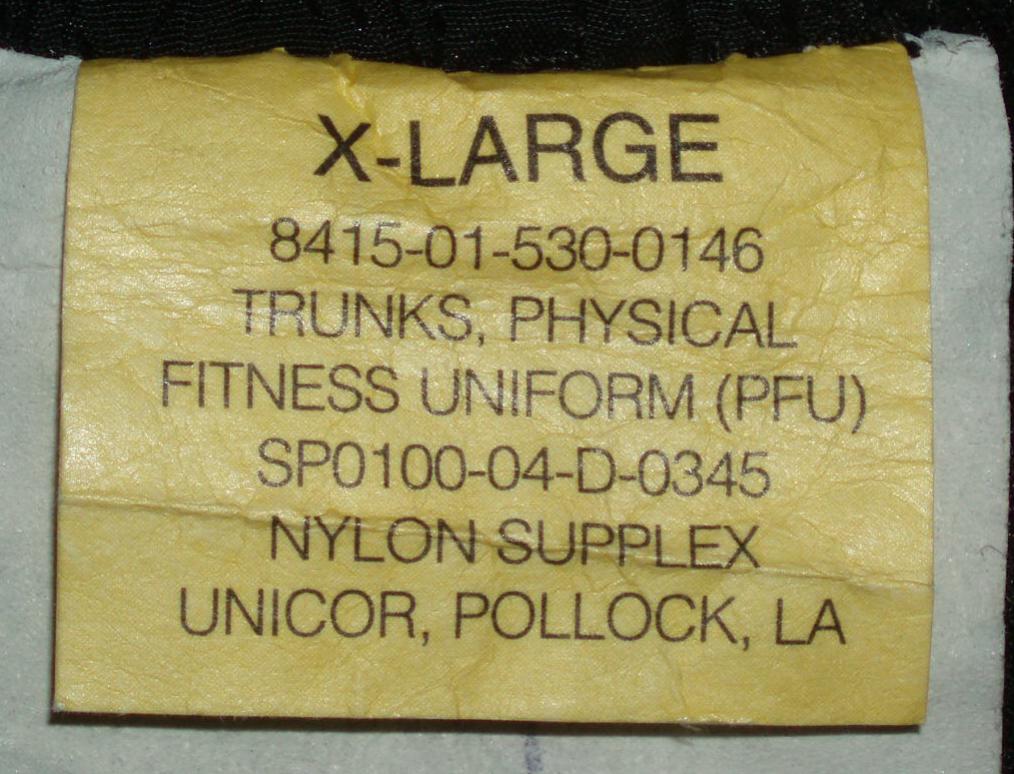 X-LARGE
8415-01-530-0146
TRUNKS, PHYSICAL
FITNESS UNIFORM (PFU)
SP0100-04-D-0345
NYLON SUPPLEX
UNICOR, POLLOCK, LA